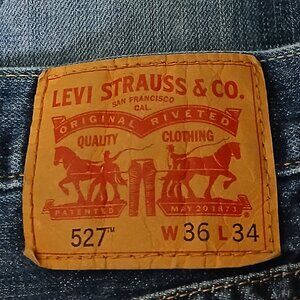 LEVI STRAUSS & CO.
SAN FRANCISCO
CAL.
ORIGINAL RIVETED
QUALITY CLOTHING
PATENTED MAY 20 1873
527™ W 36 L 34